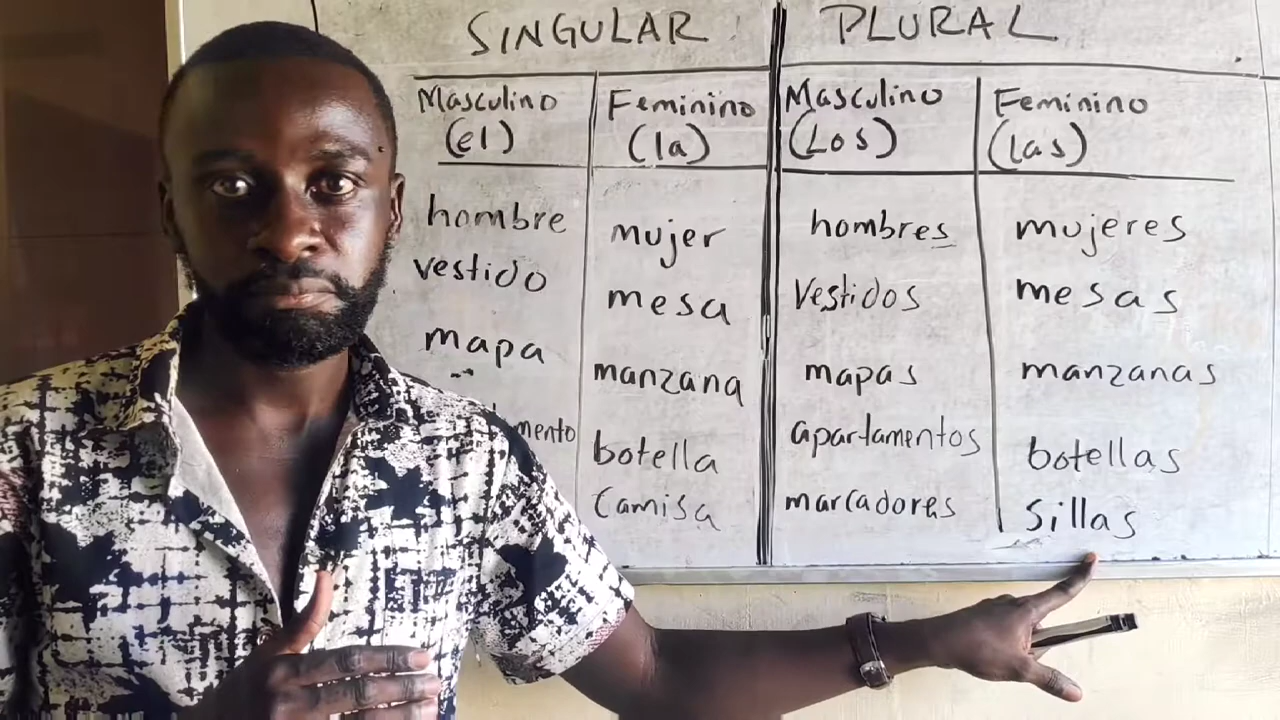 SINGULAR PLURAL
Masculino Feminino Masculino Feminino
(el) (la) (Los) (las)
hombre mujer hombres mujeres
vestido mesa vestidos mesas
mapa manzana mapas manzanas
mento botella apartamentos botellas
camisa marcadores sillas